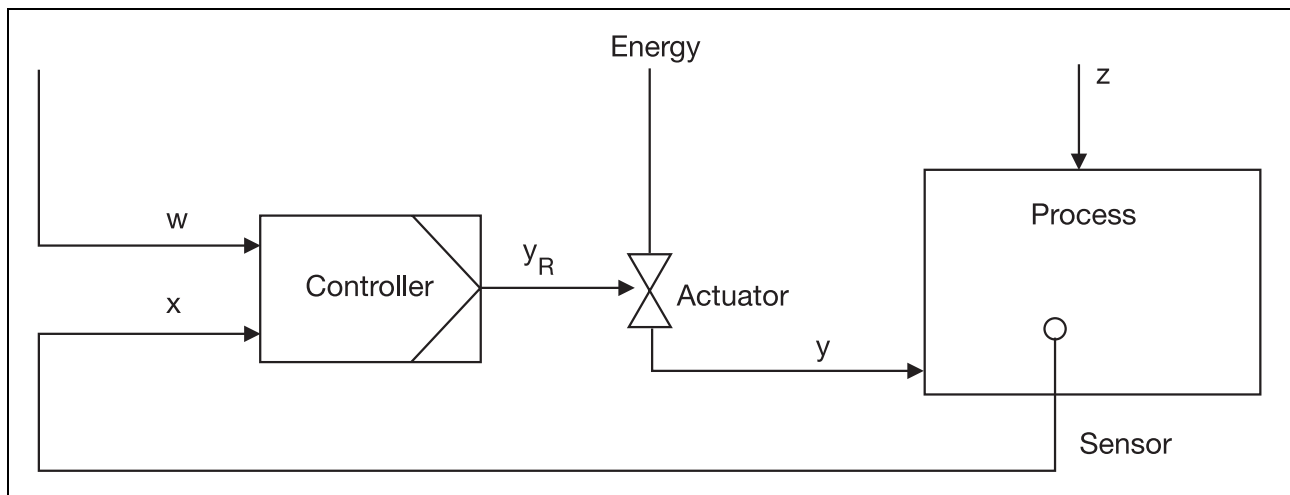 Energy
z
Process
w
Controller
y_R
Actuator
x
y
Sensor